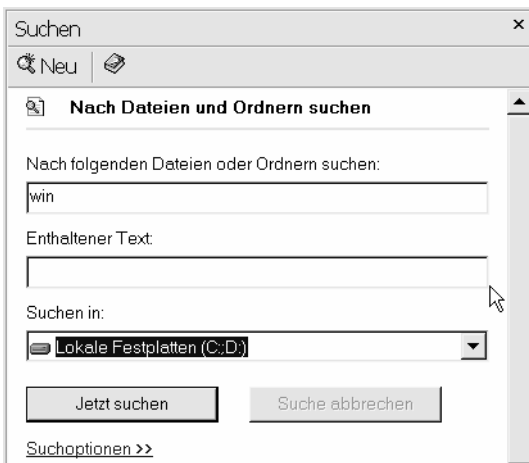 Suchen
Neu
Nach Dateien und Ordnern suchen
Nach folgenden Dateien oder Ordnern suchen:
win
Enthaltener Text:
Suchen in:
Lokale Festplatten (C:;D:)
Jetzt suchen Suche abbrechen
Suchoptionen >>